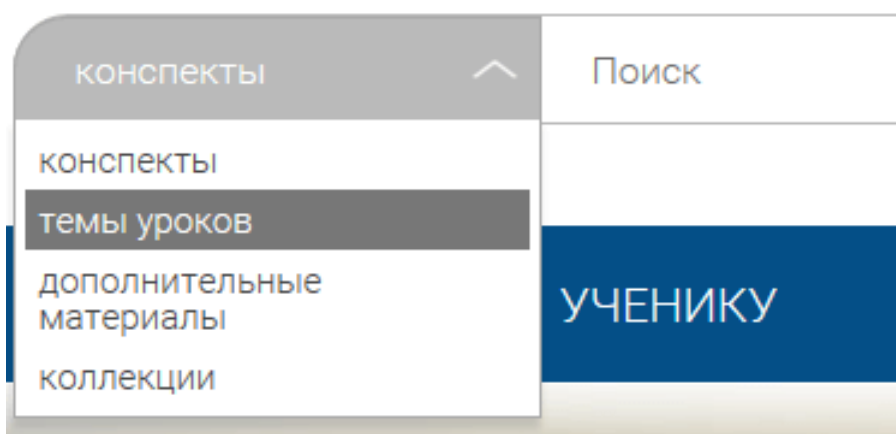 конспекты
Поиск
конспекты
темы уроков
дополнительные
материалы
коллекции
УЧЕНИКУ